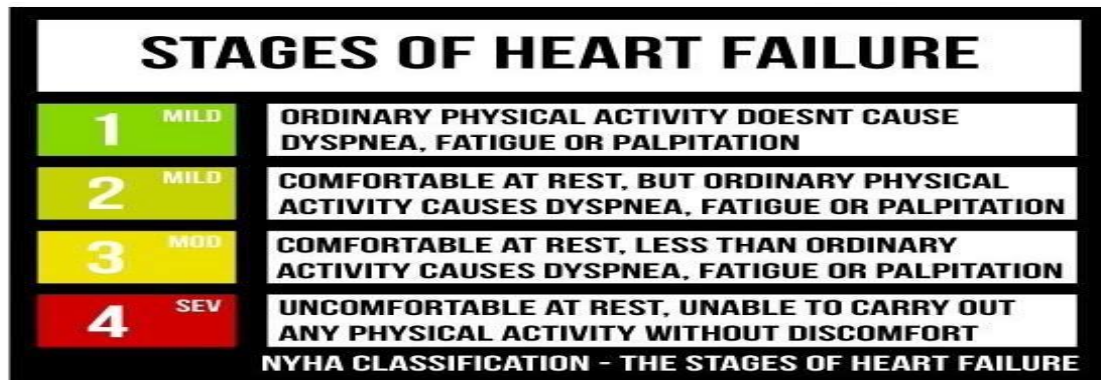 STAGES OF HEART FAILURE
1 MILD
ORDINARY PHYSICAL ACTIVITY DOESNT CAUSE
DYSPNEA, FATIGUE OR PALPITATION
2 MILD
COMFORTABLE AT REST, BUT ORDINARY PHYSICAL
ACTIVITY CAUSES DYSPNEA, FATIGUE OR PALPITATION
3 MOD
COMFORTABLE AT REST, LESS THAN ORDINARY
ACTIVITY CAUSES DYSPNEA, FATIGUE OR PALPITATION
4 SEV
UNCOMFORTABLE AT REST, UNABLE TO CARRY OUT
ANY PHYSICAL ACTIVITY WITHOUT DISCOMFORT
NYHA CLASSIFICATION - THE STAGES OF HEART FAILURE